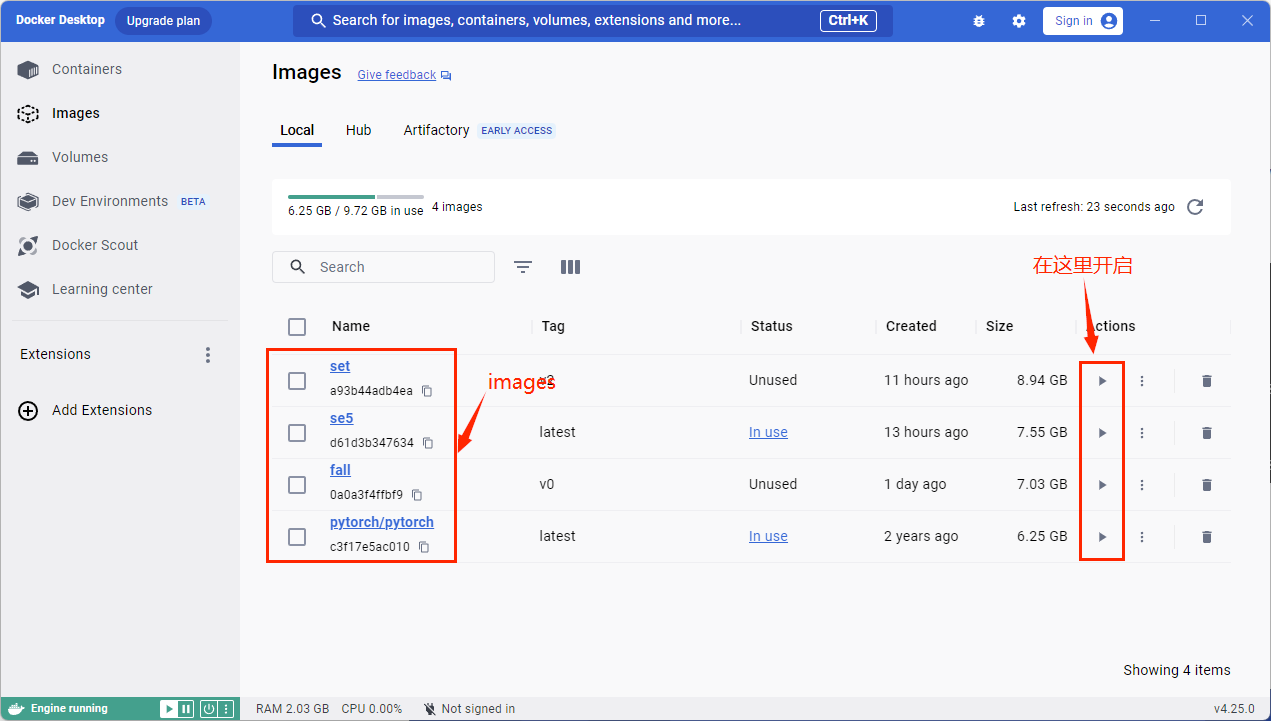 Docker Desktop Upgrade plan Search for images, containers, volumes, extensions and more... Ctrl+K Sign in
Containers
Images
Volumes
Dev Environments BETA
Docker Scout
Learning center
Extensions
Add Extensions
Images Give feedback
Local Hub Artifactory EARLY ACCESS
6.25 GB / 9.72 GB in use 4 images Last refresh: 23 seconds ago
Search
在这里开启
Name Tag Status Created Size Actions
set v2 Unused 11 hours ago 8.94 GB
a93b44adb4ea
images
se5 latest In use 13 hours ago 7.55 GB
d61d3b347634
fall v0 Unused 1 day ago 7.03 GB
0a0a3f4ffbf9
pytorch/pytorch latest In use 2 years ago 6.25 GB
c3f17e5ac010
Showing 4 items
Engine running RAM 2.03 GB CPU 0.00% Not signed in v4.25.0